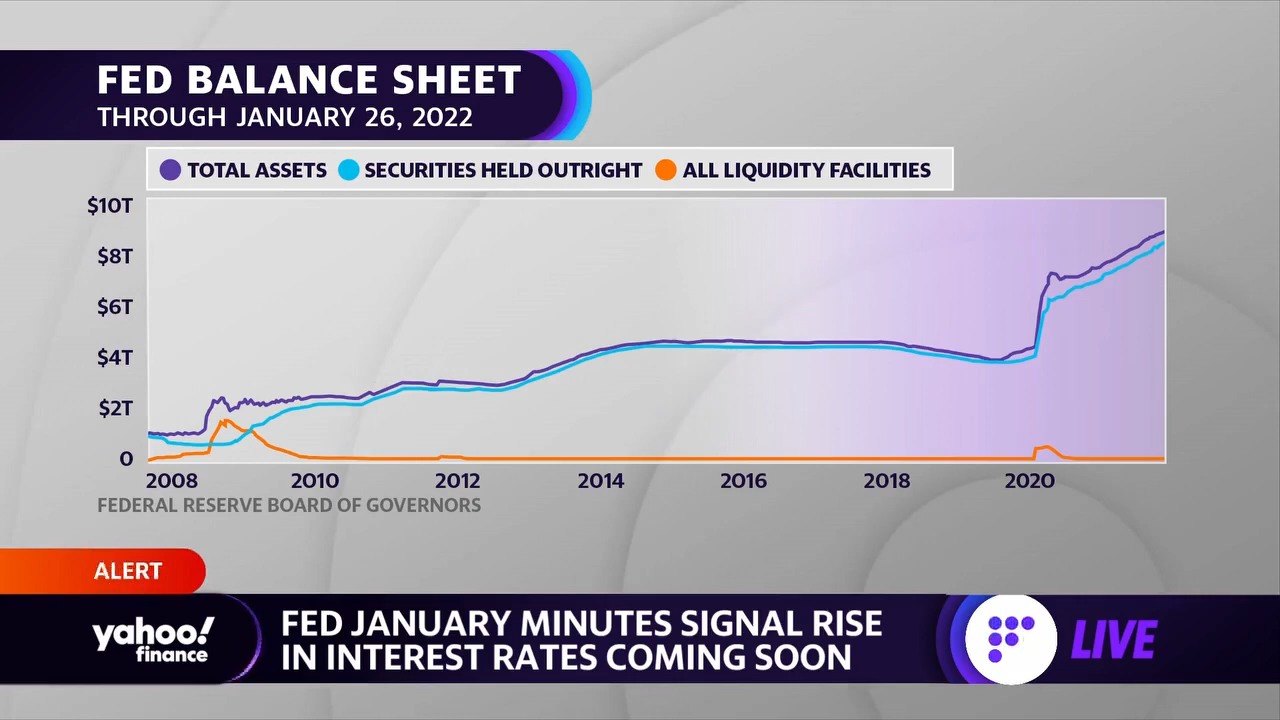 FED BALANCE SHEET
THROUGH JANUARY 26, 2022
TOTAL ASSETS SECURITIES HELD OUTRIGHT ALL LIQUIDITY FACILITIES
$10T
$8T
$6T
$4T
$2T
0
2008 2010 2012 2014 2016 2018 2020
FEDERAL RESERVE BOARD OF GOVERNORS
ALERT
yahoo!
finance
FED JANUARY MINUTES SIGNAL RISE
IN INTEREST RATES COMING SOON
LIVE